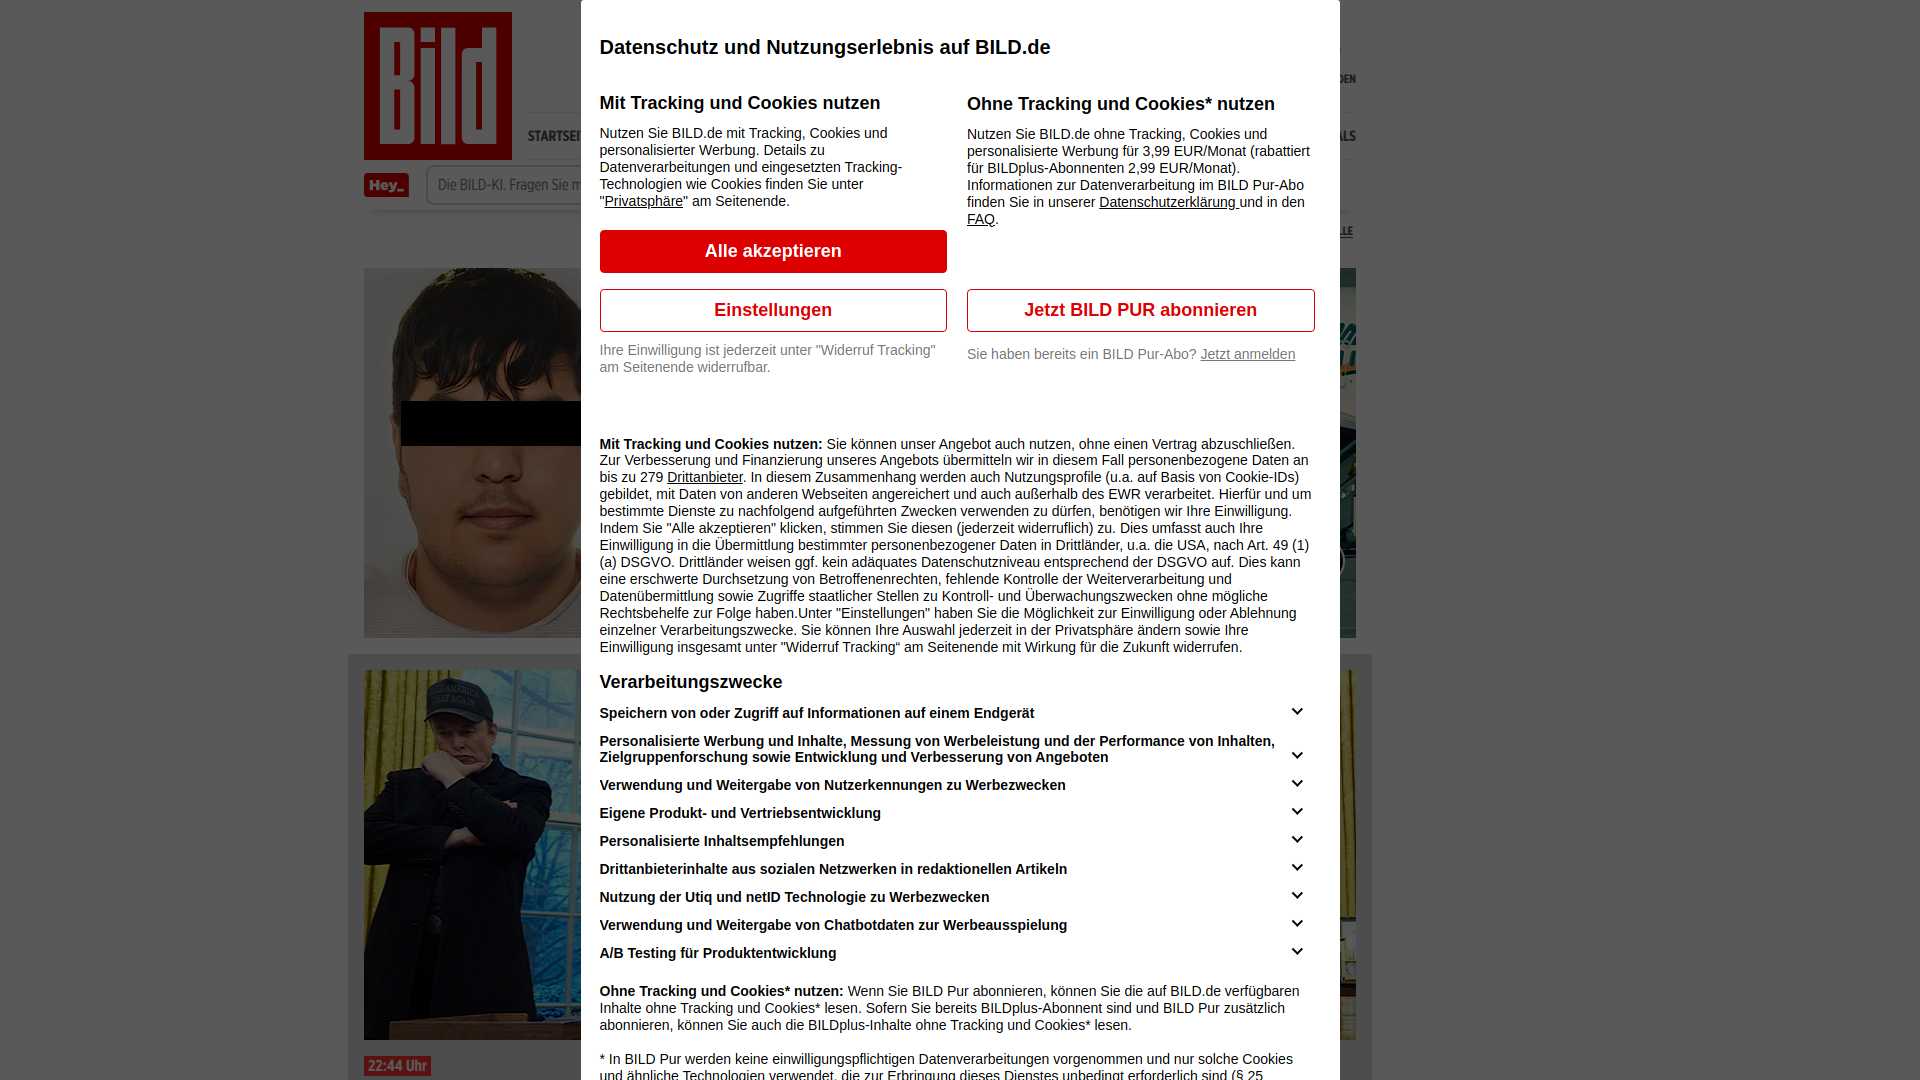 Bild
Datenschutz und Nutzungserlebnis auf BILD.de
DEN
STARTSEI
ALS
Hey_
Die BILD-KI. Fragen Sie m
LLE
Mit Tracking und Cookies nutzen
Nutzen Sie BILD.de mit Tracking, Cookies und
personalisierter Werbung. Details zu
Datenverarbeitungen und eingesetzten Tracking-
Technologien wie Cookies finden Sie unter
"Privatsphäre" am Seitenende.
Alle akzeptieren
Einstellungen
Ihre Einwilligung ist jederzeit unter "Widerruf Tracking"
am Seitenende widerrufbar.
Ohne Tracking und Cookies* nutzen
Nutzen Sie BILD.de ohne Tracking, Cookies und
personalisierte Werbung für 3,99 EUR/Monat (rabattiert
für BILDplus-Abonnenten 2,99 EUR/Monat).
Informationen zur Datenverarbeitung im BILD Pur-Abo
finden Sie in unserer Datenschutzerklärung und in den
FAQ.
Jetzt BILD PUR abonnieren
Sie haben bereits ein BILD Pur-Abo? Jetzt anmelden
Mit Tracking und Cookies nutzen: Sie können unser Angebot auch nutzen, ohne einen Vertrag abzuschließen.
Zur Verbesserung und Finanzierung unseres Angebots übermitteln wir in diesem Fall personenbezogene Daten an
bis zu 279 Drittanbieter. In diesem Zusammenhang werden auch Nutzungsprofile (u.a. auf Basis von Cookie-IDs)
gebildet, mit Daten von anderen Webseiten angereichert und auch außerhalb des EWR verarbeitet. Hierfür und um
bestimmte Dienste zu nachfolgend aufgeführten Zwecken verwenden zu dürfen, benötigen wir Ihre Einwilligung.
Indem Sie "Alle akzeptieren" klicken, stimmen Sie diesen (jederzeit widerruflich) zu. Dies umfasst auch Ihre
Einwilligung in die Übermittlung bestimmter personenbezogener Daten in Drittländer, u.a. die USA, nach Art. 49 (1)
(a) DSGVO. Drittländer weisen ggf. kein adäquates Datenschutzniveau entsprechend der DSGVO auf. Dies kann
eine erschwerte Durchsetzung von Betroffenenrechten, fehlende Kontrolle der Weiterverarbeitung und
Datenübermittlung sowie Zugriffe staatlicher Stellen zu Kontroll- und Überwachungszwecken ohne mögliche
Rechtsbehelfe zur Folge haben.Unter "Einstellungen" haben Sie die Möglichkeit zur Einwilligung oder Ablehnung
einzelner Verarbeitungszwecke. Sie können Ihre Auswahl jederzeit in der Privatsphäre ändern sowie Ihre
Einwilligung insgesamt unter "Widerruf Tracking“ am Seitenende mit Wirkung für die Zukunft widerrufen.
Verarbeitungszwecke
Speichern von oder Zugriff auf Informationen auf einem Endgerät
Personalisierte Werbung und Inhalte, Messung von Werbeleistung und der Performance von Inhalten,
Zielgruppenforschung sowie Entwicklung und Verbesserung von Angeboten
Verwendung und Weitergabe von Nutzerkennungen zu Werbezwecken
Eigene Produkt- und Vertriebsentwicklung
Personalisierte Inhaltsempfehlungen
Drittanbieterinhalte aus sozialen Netzwerken in redaktionellen Artikeln
Nutzung der Utiq und netID Technologie zu Werbezwecken
Verwendung und Weitergabe von Chatbotdaten zur Werbeausspielung
A/B Testing für Produktentwicklung
Ohne Tracking und Cookies* nutzen: Wenn Sie BILD Pur abonnieren, können Sie die auf BILD.de verfügbaren
Inhalte ohne Tracking und Cookies* lesen. Sofern Sie bereits BILDplus-Abonnent sind und BILD Pur zusätzlich
abonnieren, können Sie auch die BILDplus-Inhalte ohne Tracking und Cookies* lesen.
* In BILD Pur werden keine einwilligungspflichtigen Datenverarbeitungen vorgenommen und nur solche Cookies
und ähnliche Technologien verwendet, die zur Erbringung dieses Dienstes unbedingt erforderlich sind (§ 25
22:44 Uhr